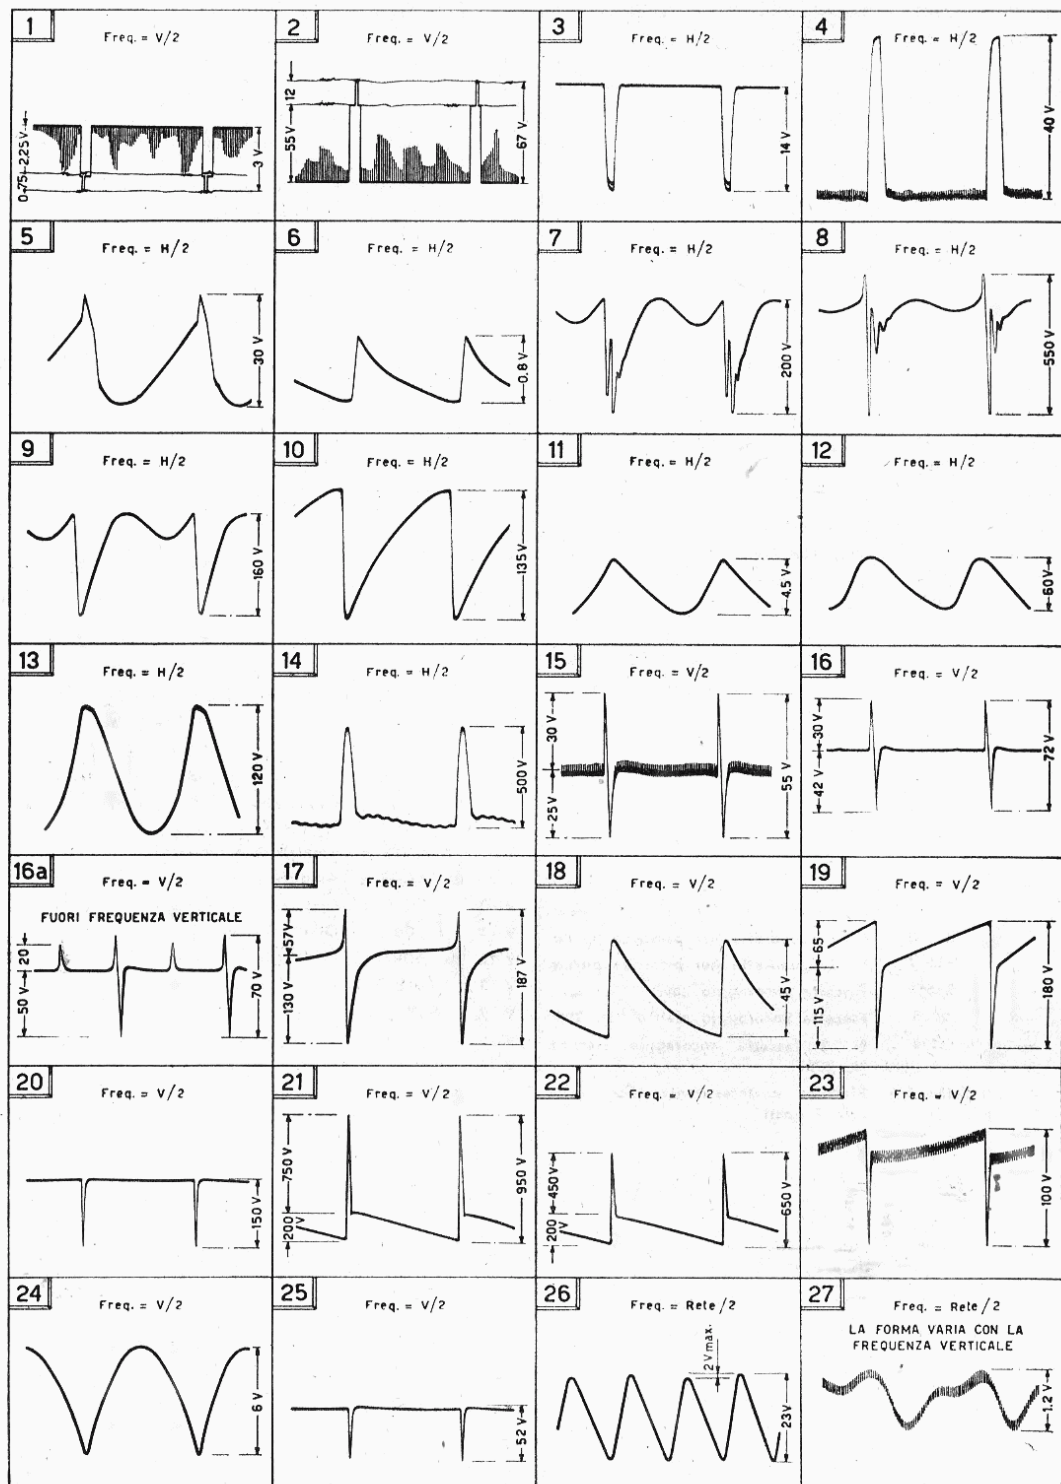 1
Freq. = V/2
0.75
2.25V
3 V
2
Freq. = V/2
12
55 V
67 V
3
Freq. = H/2
14 V
4
Freq. = H/2
40 V
5
Freq. = H/2
30 V
6
Freq. = H/2
0.8 V
7
Freq. = H/2
200 V
8
Freq. = H/2
550 V
9
Freq. = H/2
160 V
10
Freq. = H/2
135 V
11
Freq. = H/2
4.5 V
12
Freq. = H/2
60 V
13
Freq. = H/2
120 V
14
Freq. = H/2
500 V
15
Freq. = V/2
30 V
25 V
55 V
16
Freq. = V/2
30 V
42 V
72 V
16a
Freq. = V/2
FUORI FREQUENZA VERTICALE
20
50 V
70 V
17
Freq. = V/2
57V
130 V
187 V
18
Freq. = V/2
45 V
19
Freq. = V/2
65
115 V
180 V
20
Freq. = V/2
150 V
21
Freq. = V/2
750 V
200 V
950 V
22
Freq. = V/2
450 V
200 V
650 V
23
Freq. = V/2
100 V
24
Freq. = V/2
6 V
25
Freq. = V/2
52 V
26
Freq. = Rete/2
2 V max.
23V
27
Freq. = Rete/2
LA FORMA VARIA CON LA
FREQUENZA VERTICALE
1.2 V